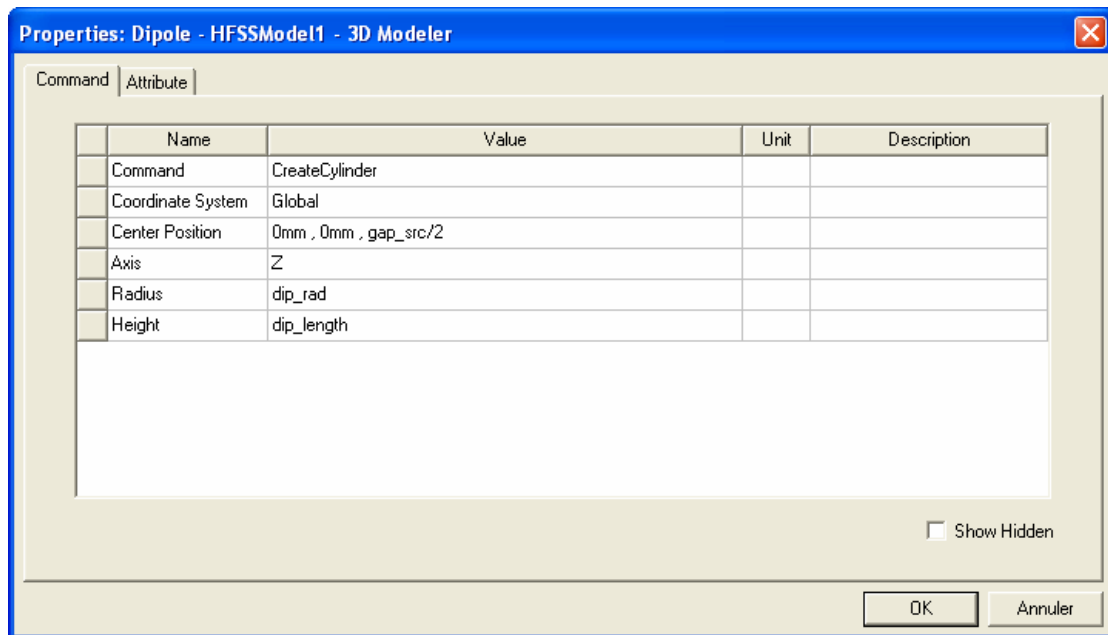 Properties: Dipole - HFSSModel1 - 3D Modeler
Command Attribute
Name Value Unit Description
Command CreateCylinder
Coordinate System Global
Center Position 0mm , 0mm , gap_src/2
Axis Z
Radius dip_rad
Height dip_length
Show Hidden
OK Annuler